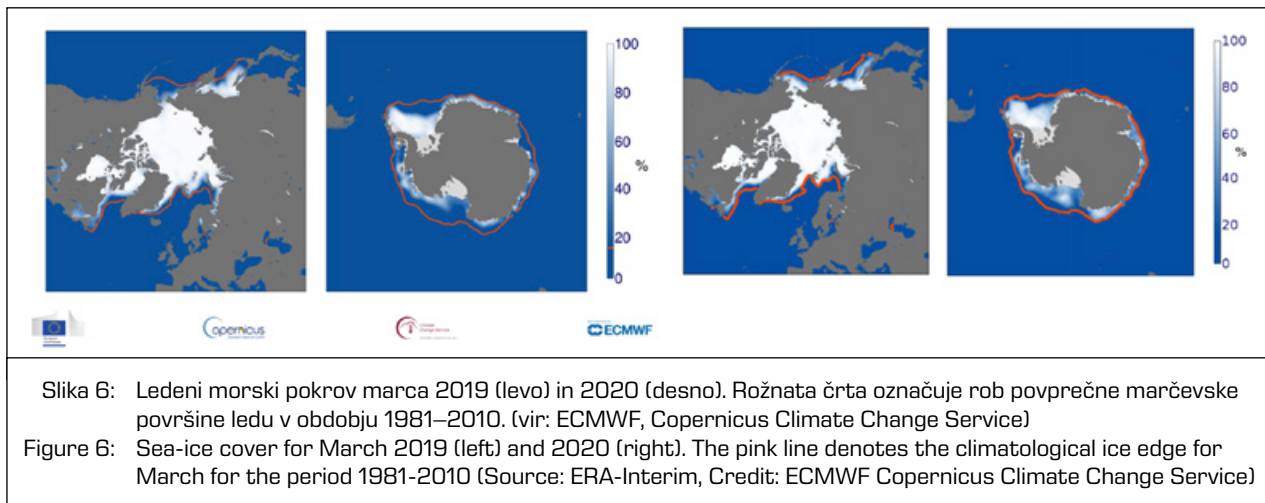 100
80
60
%
40
20
0
100
80
60
%
40
20
0
opernicus
Climate
Change Service
ECMWF
Slika 6: Ledeni morski pokrov marca 2019 (levo) in 2020 (desno). Rožnata črta označuje rob povprečne marčevske
površine ledu v obdobju 1981–2010. (vir: ECMWF, Copernicus Climate Change Service)
Figure 6: Sea-ice cover for March 2019 (left) and 2020 (right). The pink line denotes the climatological ice edge for
March for the period 1981-2010 (Source: ERA-Interim, Credit: ECMWF Copernicus Climate Change Service)